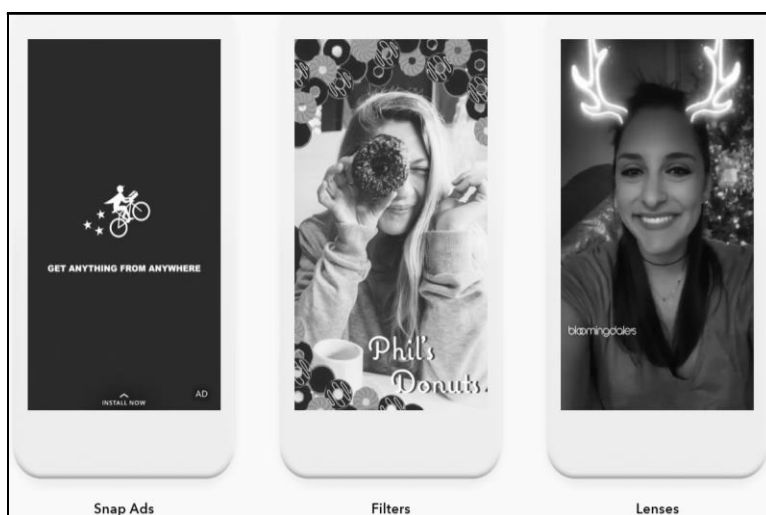 GET ANYTHING FROM ANYWHERE
INSTALL NOW
AD
Phil's
Donuts.
bloomingdales
Snap Ads
Filters
Lenses